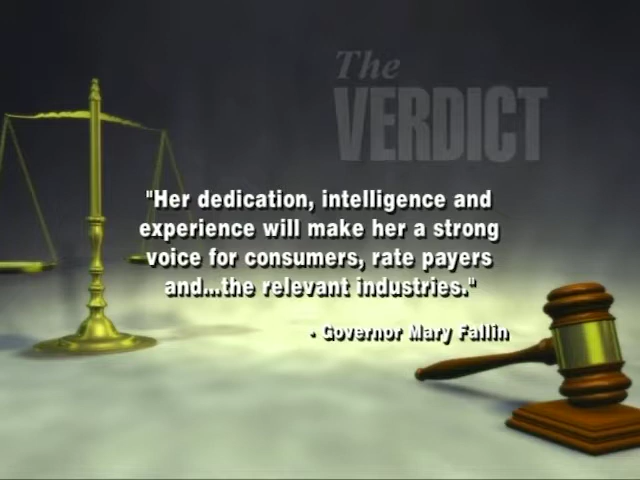 The
VERDICT
"Her dedication, intelligence and
experience will make her a strong
voice for consumers, rate payers
and...the relevant industries."
- Governor Mary Fallin